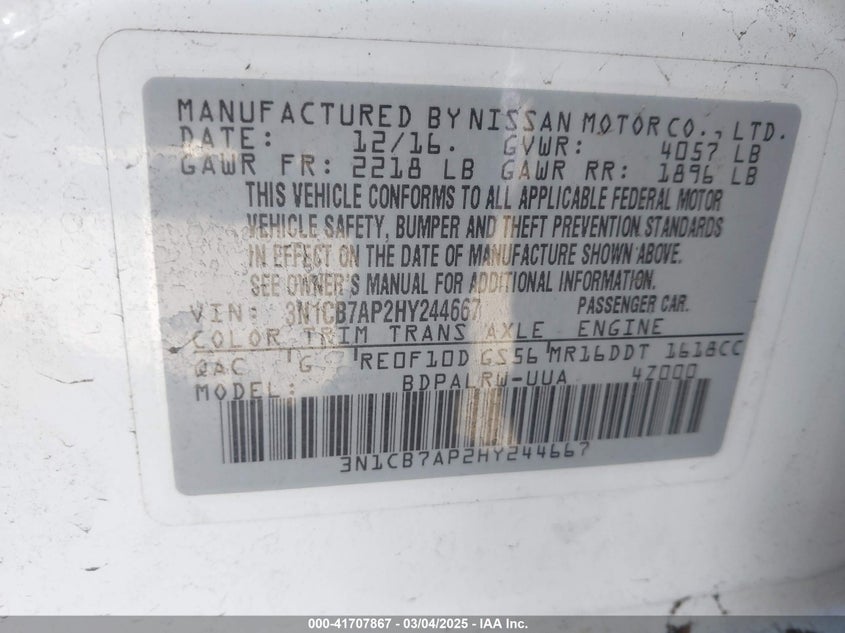 MANUFACTURED BY NISSAN MOTOR CO., LTD.
DATE: 12/16. GVWR: 4057 LB
GAWR FR: 2218 LB GAWR RR: 1896 LB
THIS VEHICLE CONFORMS TO ALL APPLICABLE FEDERAL MOTOR
VEHICLE SAFETY, BUMPER AND THEFT PREVENTION STANDARDS
IN EFFECT ON THE DATE OF MANUFACTURE SHOWN ABOVE.
SEE OWNER'S MANUAL FOR ADDITIONAL INFORMATION.
VIN: 3N1CB7AP2HY244667 PASSENGER CAR.
COLOR TRIM TRANS AXLE ENGINE
QAC G RE0F10D GS56 MR16DDT 1618CC
MODEL: BDPALRW-UUA 4Z000
3N1CB7AP2HY244667
000-41707867 - 03/04/2025 - IAA Inc.